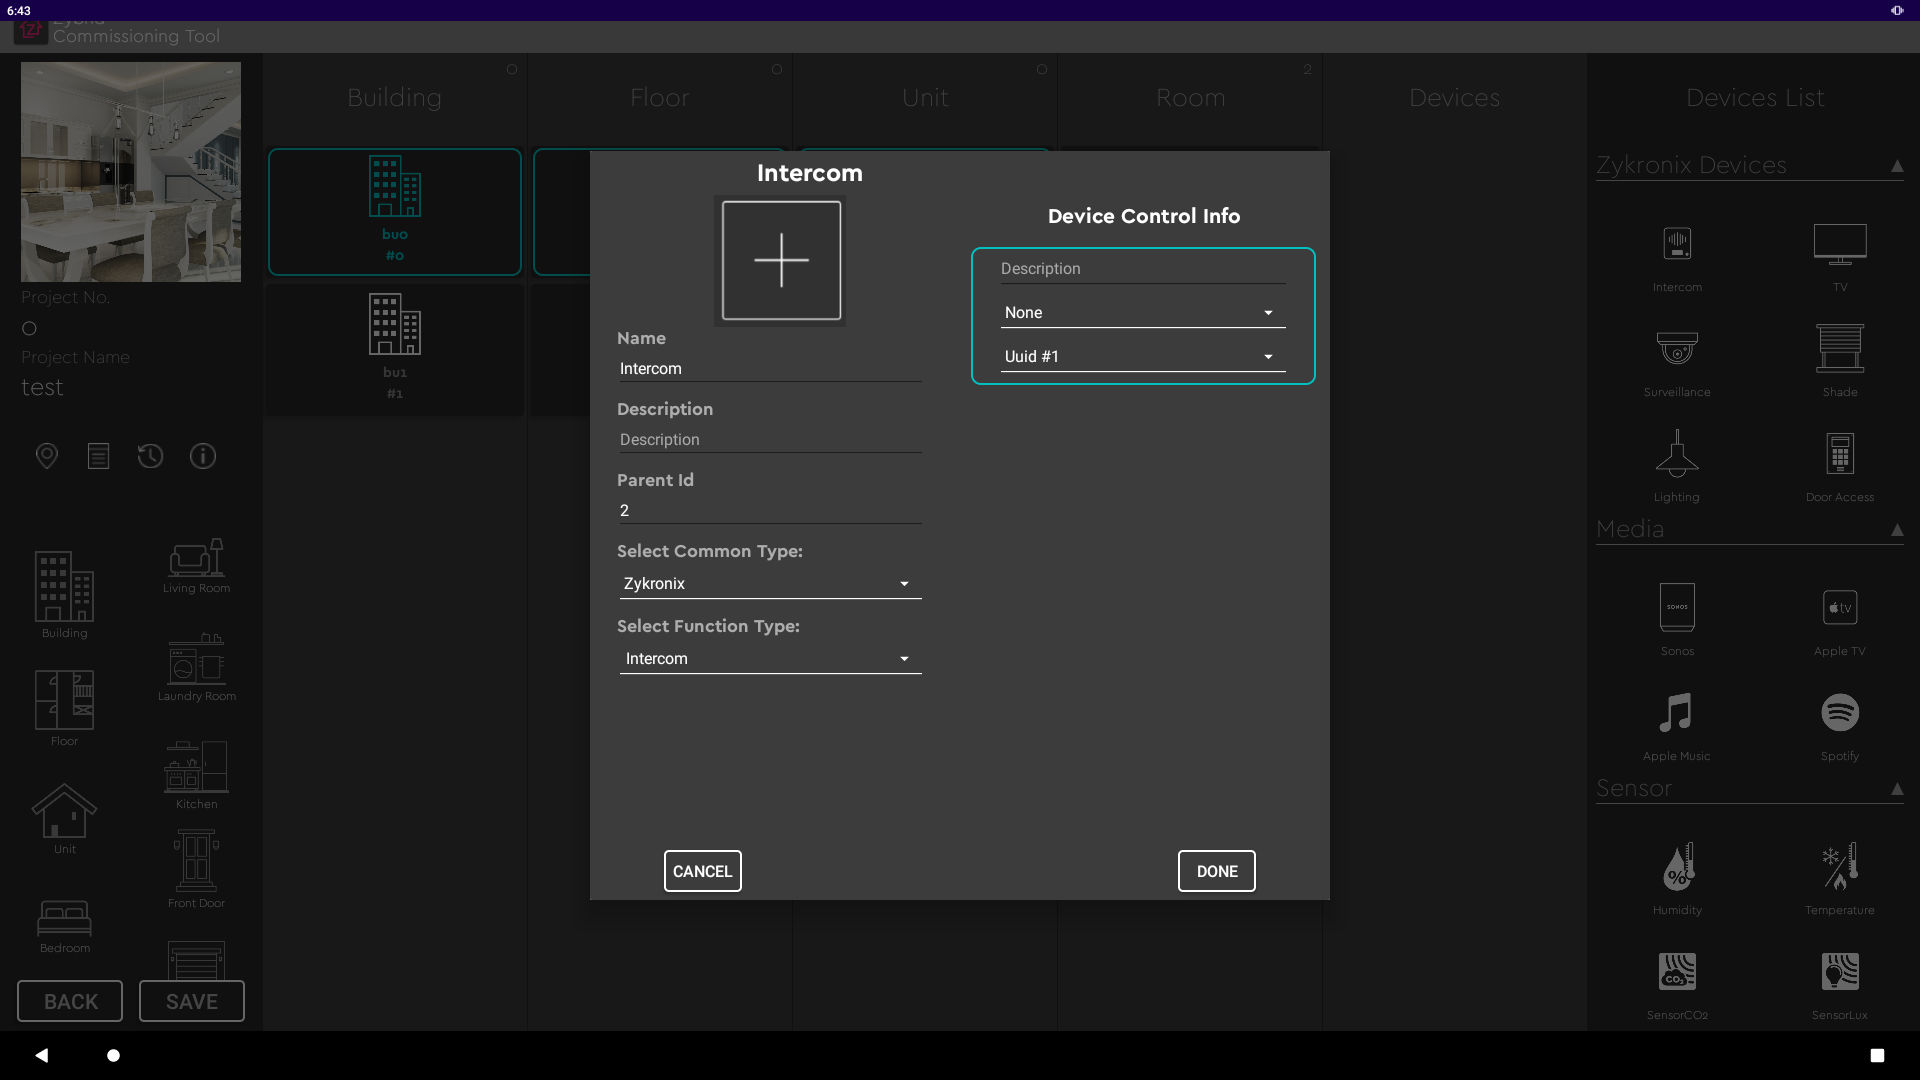 6:43
Commissioning Tool
0
0
0
2
Building
Floor
Unit
Room
Devices
Devices List
bu0
#0
bu1
#1
Project No.
0
Project Name
test
Building
Floor
Unit
Bedroom
Living Room
Laundry Room
Kitchen
Front Door
BACK
SAVE
Intercom
Name
Intercom
Description
Description
Parent Id
2
Select Common Type:
Zykronix
Select Function Type:
Intercom
Device Control Info
Description
None
Uuid #1
CANCEL
DONE
Zykronix Devices
Intercom
TV
Surveillance
Shade
Lighting
Door Access
Media
SONOS
tv
Sonos
Apple TV
Apple Music
Spotify
Sensor
%
Humidity
Temperature
CO2
SensorCO2
SensorLux